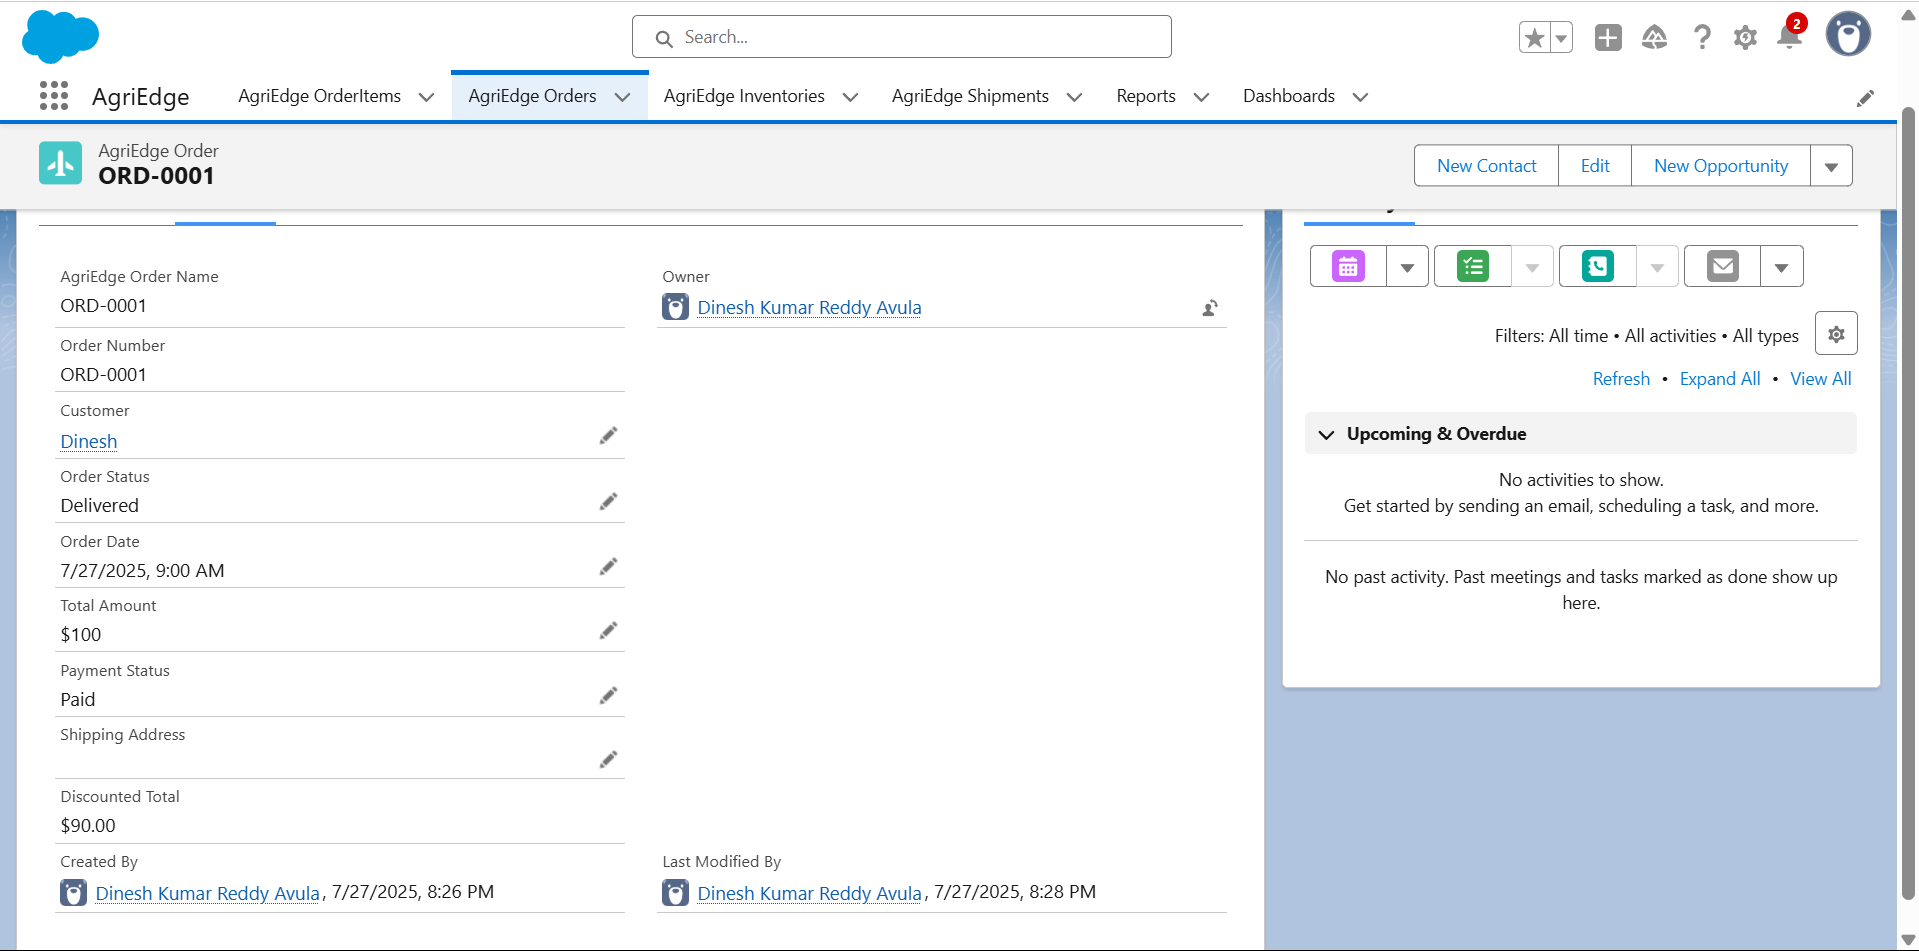 Search...
2
AgriEdge
AgriEdge OrderItems
AgriEdge Orders
AgriEdge Inventories
AgriEdge Shipments
Reports
Dashboards
AgriEdge Order
ORD-0001
New Contact
Edit
New Opportunity
AgriEdge Order Name
ORD-0001
Owner
Dinesh Kumar Reddy Avula
Order Number
ORD-0001
Customer
Dinesh
Order Status
Delivered
Order Date
7/27/2025, 9:00 AM
Total Amount
$100
Payment Status
Paid
Shipping Address
Discounted Total
$90.00
Created By
Dinesh Kumar Reddy Avula, 7/27/2025, 8:26 PM
Last Modified By
Dinesh Kumar Reddy Avula, 7/27/2025, 8:28 PM
Filters: All time • All activities • All types
Refresh • Expand All • View All
Upcoming & Overdue
No activities to show.
Get started by sending an email, scheduling a task, and more.
No past activity. Past meetings and tasks marked as done show up
here.